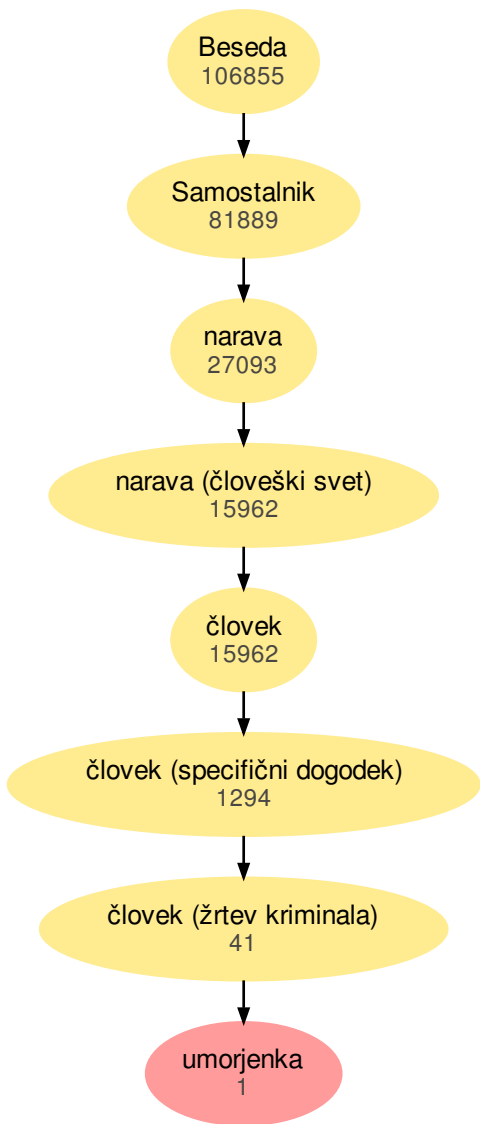 Beseda
106855
Samostalnik
81889
narava
27093
narava (človeški svet)
15962
človek
15962
človek (specifični dogodek)
1294
človek (žrtev kriminala)
41
umorjenka
1